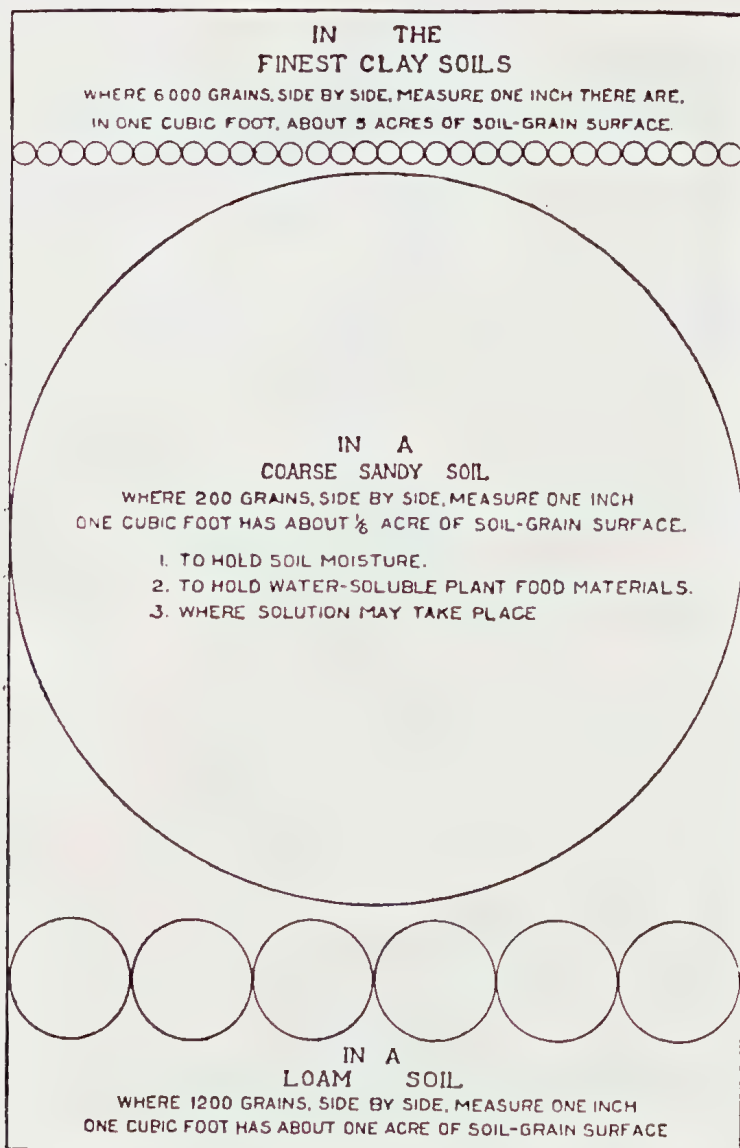 IN THE
FINEST CLAY SOILS
WHERE 6000 GRAINS, SIDE BY SIDE, MEASURE ONE INCH THERE ARE,
IN ONE CUBIC FOOT, ABOUT 5 ACRES OF SOIL-GRAIN SURFACE.
IN A
COARSE SANDY SOIL
WHERE 200 GRAINS, SIDE BY SIDE, MEASURE ONE INCH
ONE CUBIC FOOT HAS ABOUT 1/6 ACRE OF SOIL-GRAIN SURFACE.
1. TO HOLD SOIL MOISTURE.
2. TO HOLD WATER-SOLUBLE PLANT FOOD MATERIALS.
3. WHERE SOLUTION MAY TAKE PLACE
IN A
LOAM SOIL
WHERE 1200 GRAINS, SIDE BY SIDE, MEASURE ONE INCH
ONE CUBIC FOOT HAS ABOUT ONE ACRE OF SOIL-GRAIN SURFACE